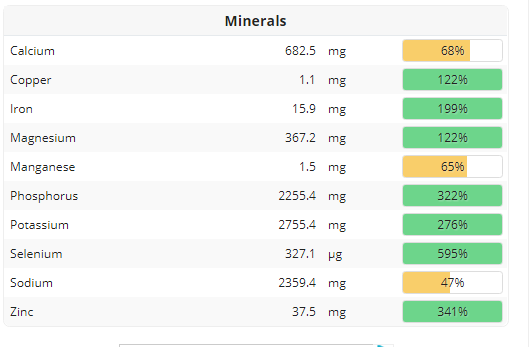 Minerals
Calcium 682.5 mg 68%
Copper 1.1 mg 122%
Iron 15.9 mg 199%
Magnesium 367.2 mg 122%
Manganese 1.5 mg 65%
Phosphorus 2255.4 mg 322%
Potassium 2755.4 mg 276%
Selenium 327.1 µg 595%
Sodium 2359.4 mg 47%
Zinc 37.5 mg 341%